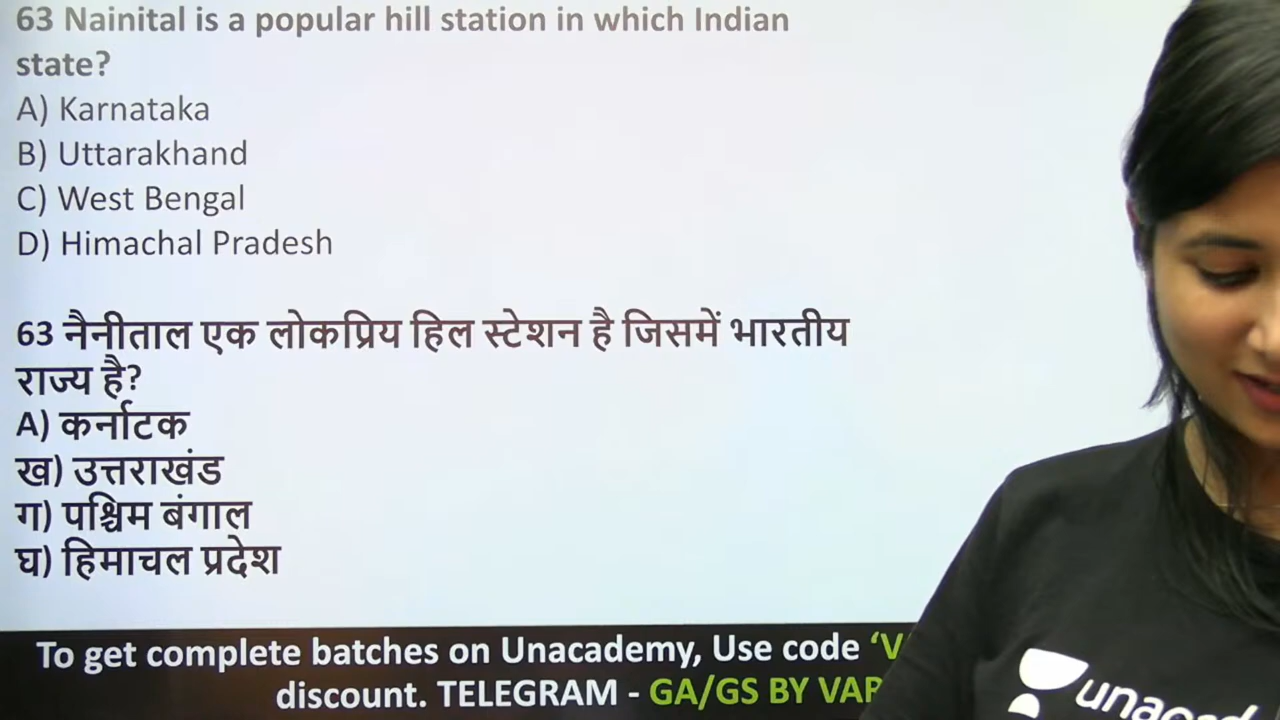 63 Nainital is a popular hill station in which Indian
state?
A) Karnataka
B) Uttarakhand
C) West Bengal
D) Himachal Pradesh
63 नैनीताल एक लोकप्रिय हिल स्टेशन है जिसमें भारतीय
राज्य है?
A) कर्नाटक
ख) उत्तराखंड
ग) पश्चिम बंगाल
घ) हिमाचल प्रदेश
To get complete batches on Unacademy, Use code
discount. TELEGRAM - GA/GS BY